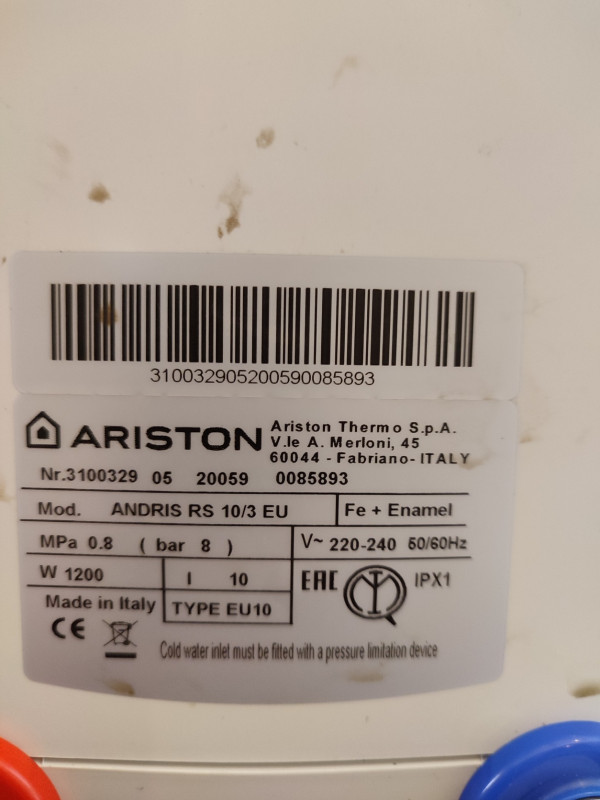 310032905200590085893
ARISTON
Ariston Thermo S.p.A.
V.le A. Merloni, 45
60044 - Fabriano- ITALY
Nr.3100329 05 20059 0085893
Mod. ANDRIS RS 10/3 EU Fe + Enamel
MPa 0.8 ( bar 8 ) V~ 220-240 50/60Hz
W 1200 l 10 EAC IPX1
Made in Italy TYPE EU10
CE Cold water inlet must be fitted with a pressure limitation device